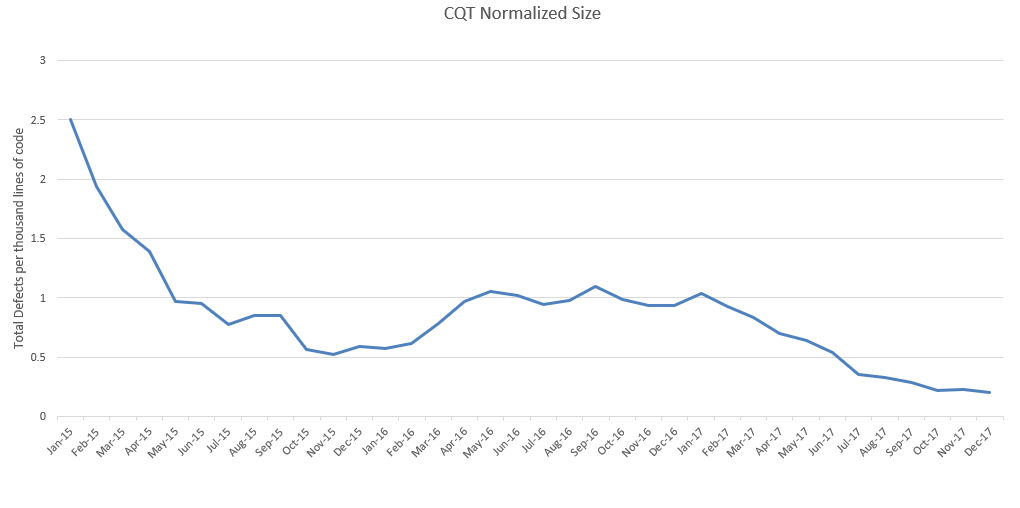 CQT Normalized Size
Total Defects per thousand lines of code
3
2.5
2
1.5
1
0.5
0
Jan-15
Feb-15
Mar-15
Apr-15
May-15
Jun-15
Jul-15
Aug-15
Sep-15
Oct-15
Nov-15
Dec-15
Jan-16
Feb-16
Mar-16
Apr-16
May-16
Jun-16
Jul-16
Aug-16
Sep-16
Oct-16
Nov-16
Dec-16
Jan-17
Feb-17
Mar-17
Apr-17
May-17
Jun-17
Jul-17
Aug-17
Sep-17
Oct-17
Nov-17
Dec-17